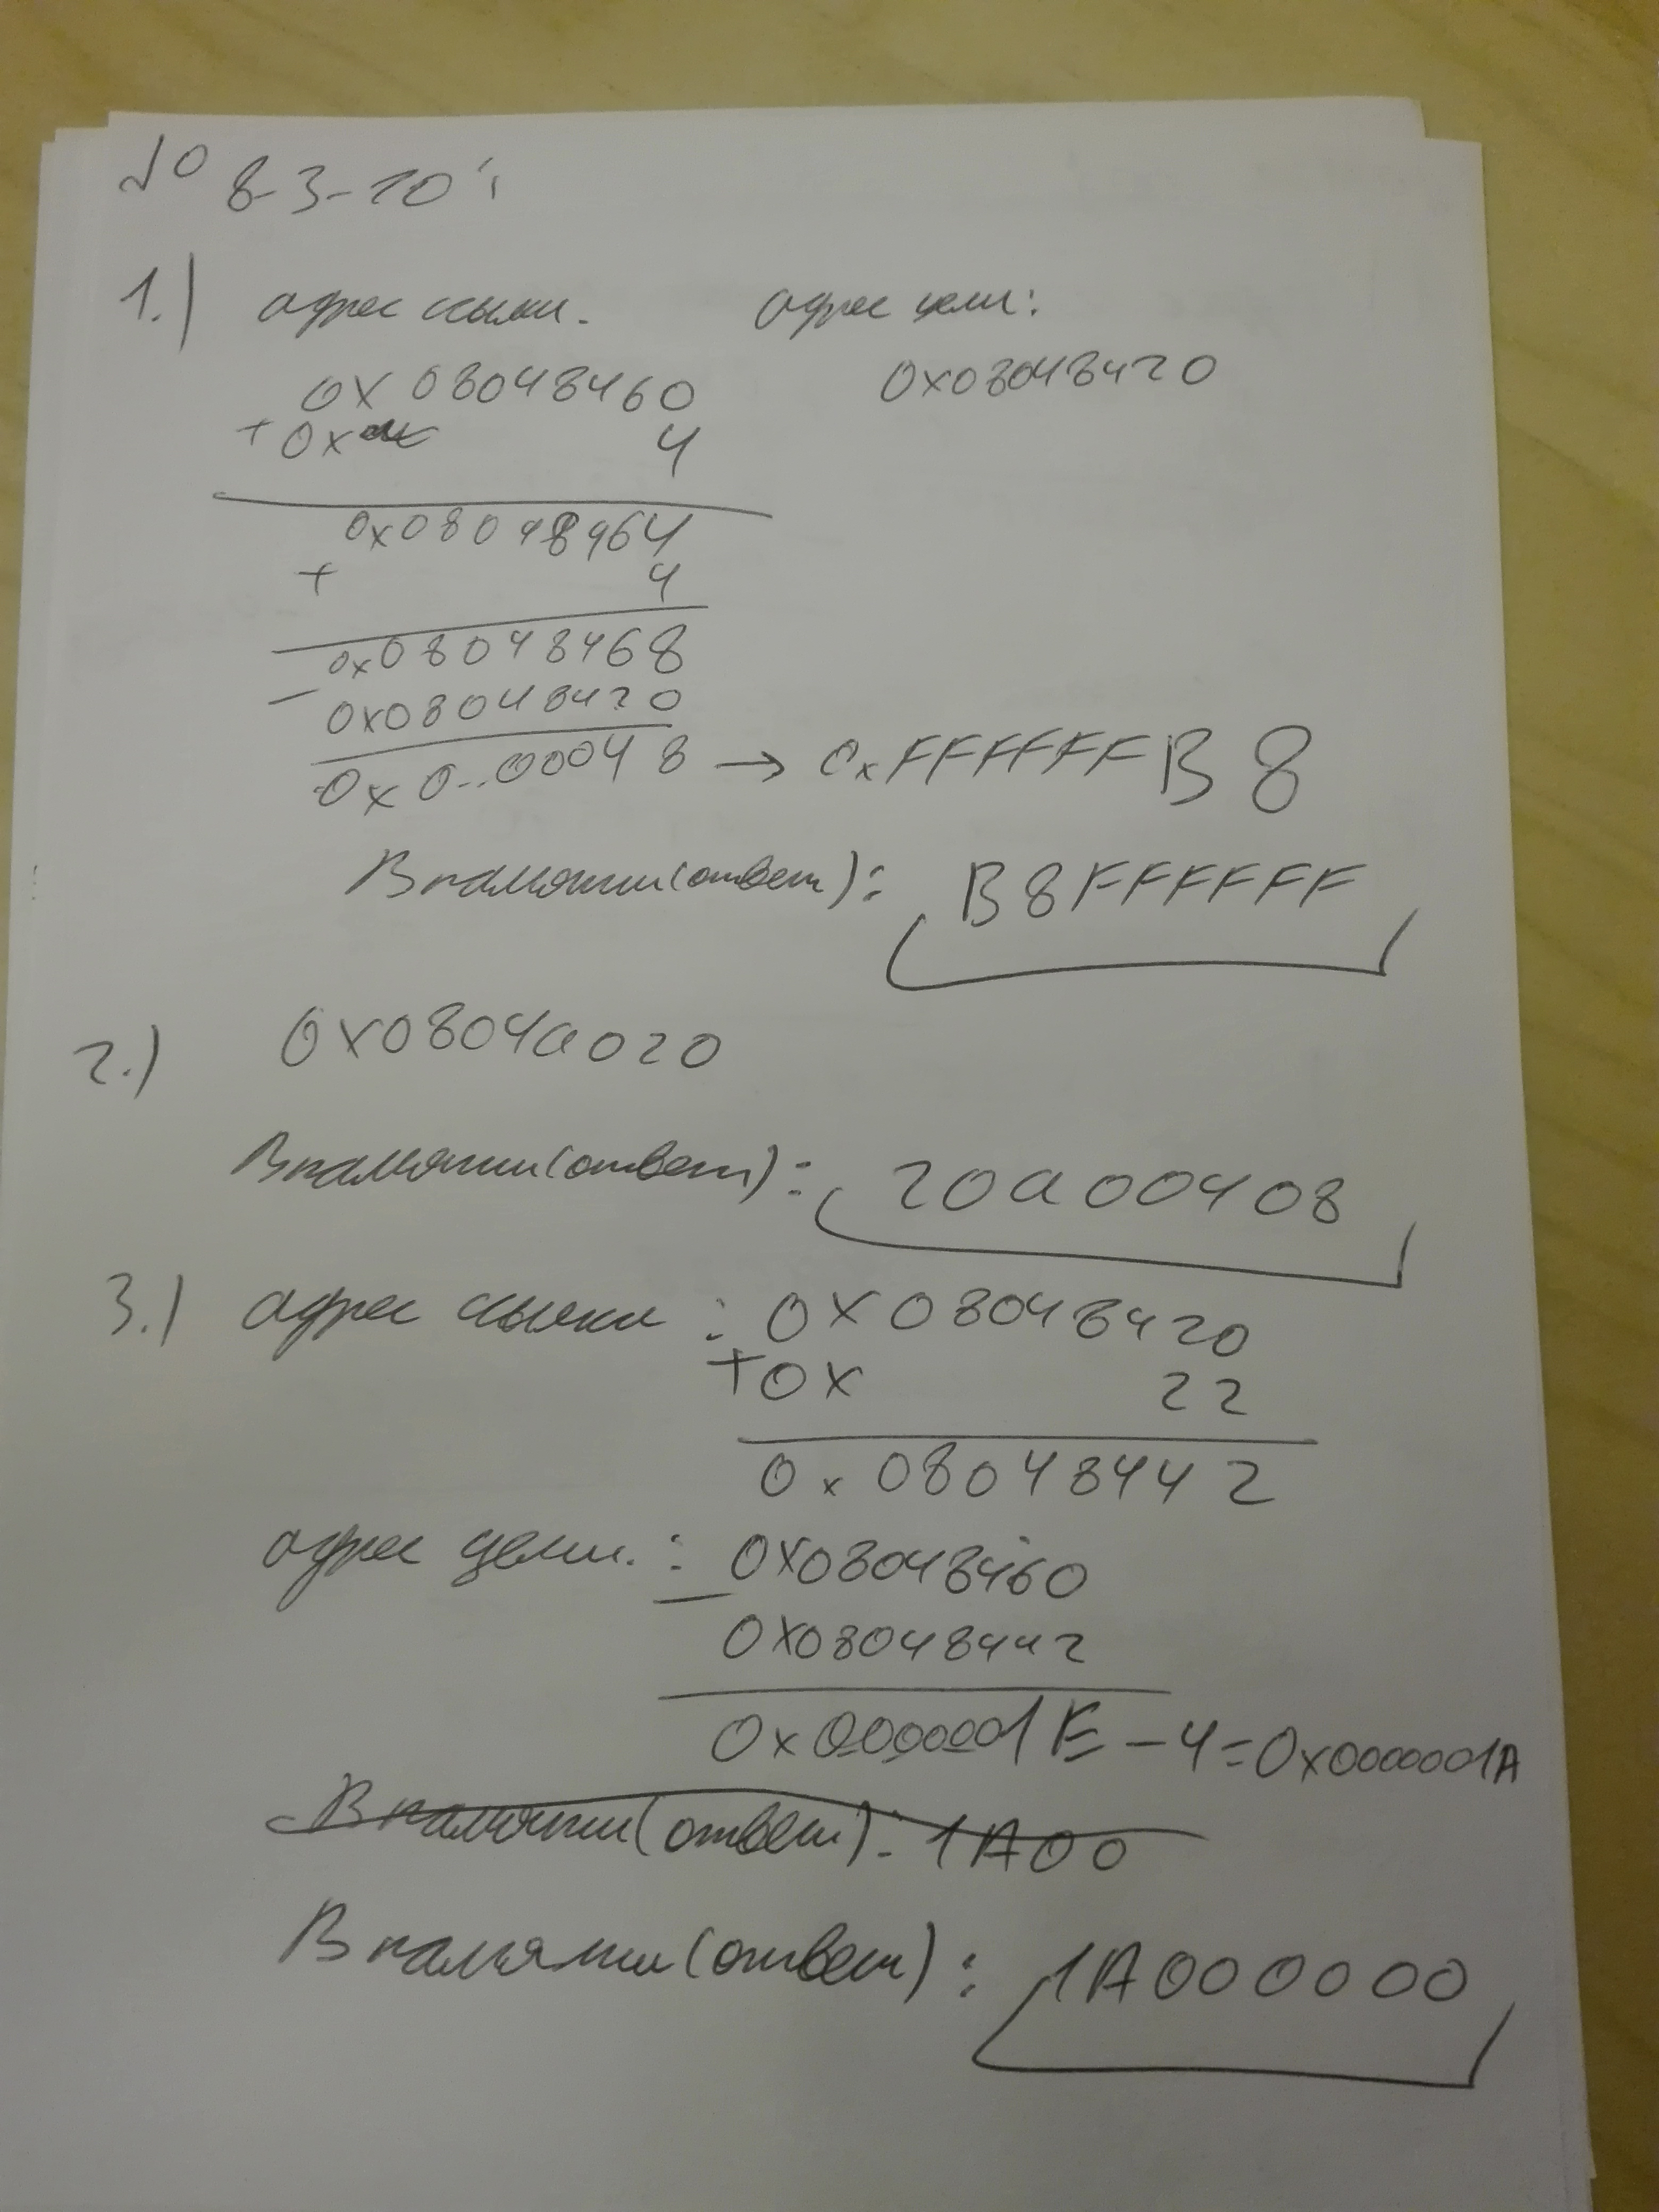 № 8-3-20:
1.) адрес ссылки. адрес цели:
0x08048460 0x08048420
+ 0x 4
0x08048464
+ 4
0x08048468
- 0x08048420
0x0..00048 → 0xFFFFFFB8
В памяти(ответ): B8FFFFFF
2.) 0x0804a020
В памяти(ответ): 20a00408
3.) адрес ссылки : 0x08048420
+0x 22
0x08048442
адрес цели. : 0x08048460
- 0x08048442
0x0000001E - 4 = 0x0000001A
В памяти(ответ): 1A00
В памяти(ответ): 1A000000